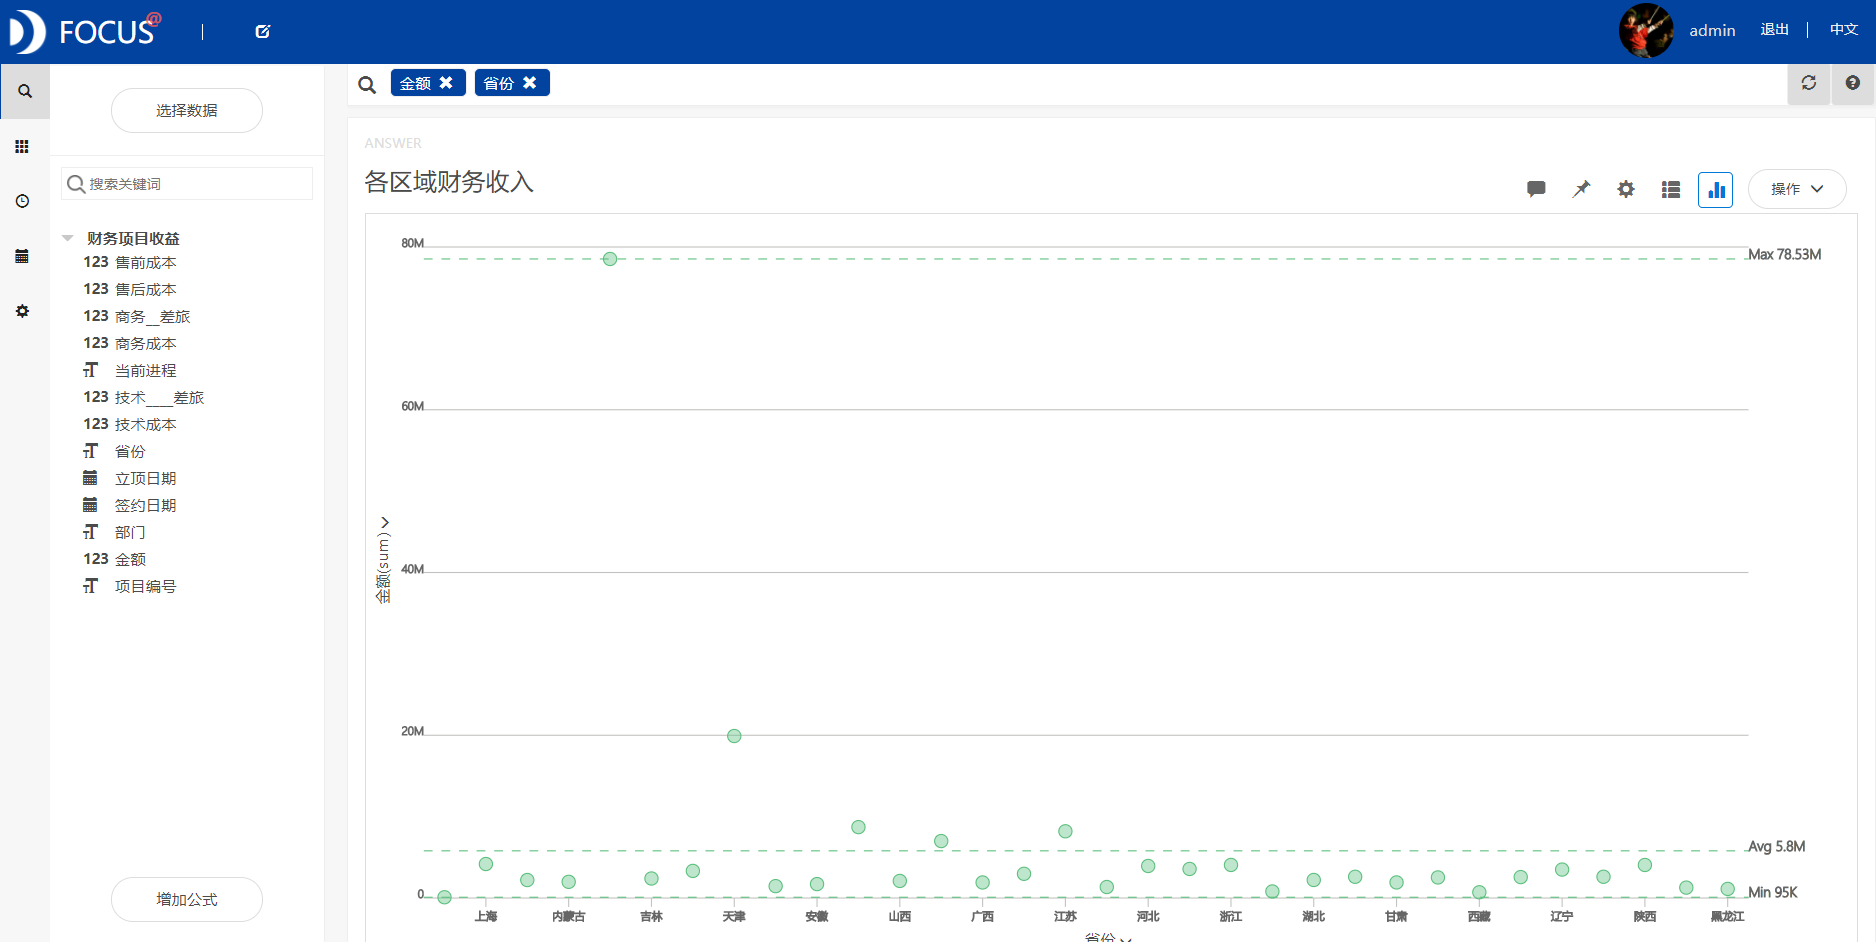 FOCUS@
admin 退出 中文
金额 省份
选择数据
搜索关键词
财务项目收益
123 售前成本
123 售后成本
123 商务__差旅
123 商务成本
TT 当前进程
123 技术____差旅
123 技术成本
TT 省份
立顶日期
签约日期
TT 部门
123 金额
TT 项目编号
增加公式
ANSWER
各区域财务收入
操作
80M
Max 78.53M
60M
金额(sum)
40M
20M
Avg 5.8M
0
Min 95K
上海 内蒙古 吉林 天津 安徽 山西 广西 江苏 河北 浙江 湖北 甘肃 西藏 辽宁 陕西 黑龙江
省份